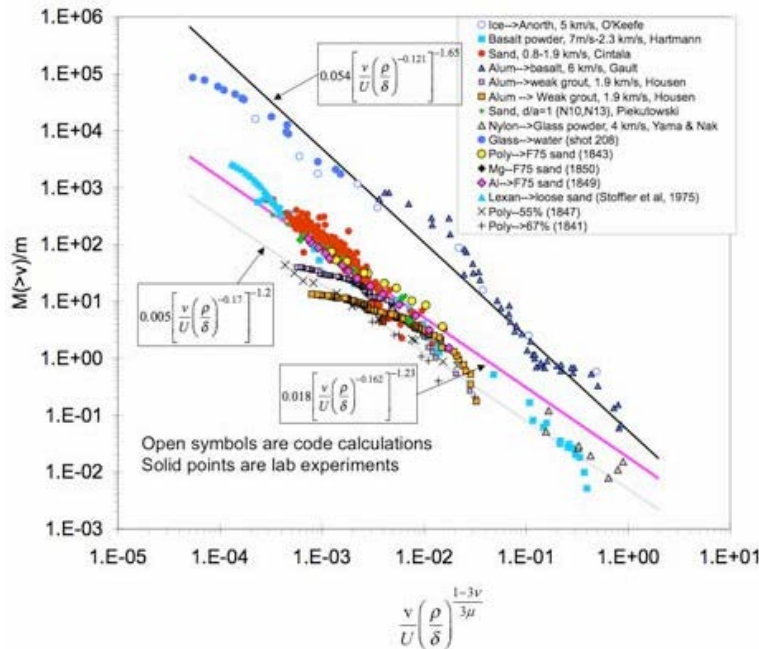 1.E+06
1.E+05
1.E+04
1.E+03
1.E+02
1.E+01
1.E+00
1.E-01
1.E-02
1.E-03
M(>v)/m
Ice-->Anorth, 5 km/s, O'Keefe
Basalt powder, 7m/s-2.3 km/s, Hartmann
Sand, 0.8-1.9 km/s, Cintala
Alum-->basalt, 6 km/s, Gault
Alum-->weak grout, 1.9 km/s, Housen
Alum --> Weak grout, 1.9 km/s, Housen
Sand, d/a=1 (N10,N13), Piekutowski
Nylon-->Glass powder, 4 km/s, Yama & Nak
Glass-->water (shot 208)
Poly-->F75 sand (1843)
Mg--F75 sand (1850)
Al-->F75 sand (1849)
Lexan-->loose sand (Stoffler et al, 1975)
Poly--55% (1847)
Poly-->67% (1841)
0.054[v/U(ρ/δ)^-0.121]^-1.65
0.005[v/U(ρ/δ)^-0.17]^-1.2
0.018[v/U(ρ/δ)^-0.162]^-1.23
Open symbols are code calculations
Solid points are lab experiments
1.E-05 1.E-04 1.E-03 1.E-02 1.E-01 1.E+00 1.E+01
v/U(ρ/δ)^(1-3ν)/3μ